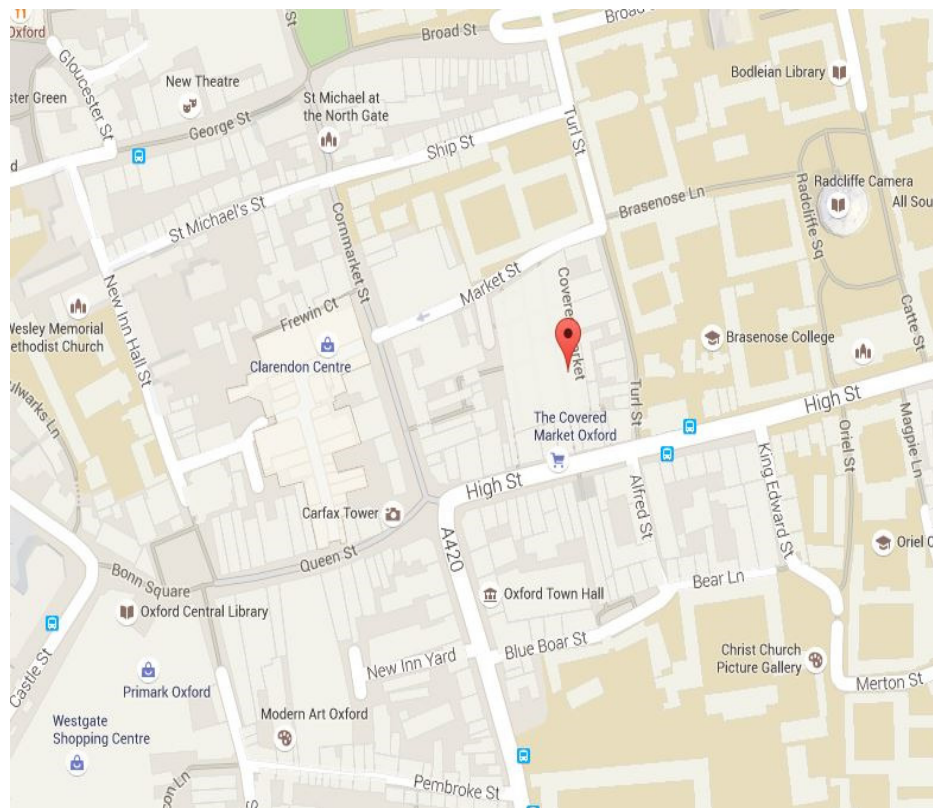 Oxford
Broad St
Broad
Gloucester St
New Theatre
Bodleian Library
ster Green
St Michael at
the North Gate
George St
Turl St
Ship St
d
Brasenose Ln
Radcliffe Camera
Radcliffe Sq
All Sou
St Michael's St
Cornmarket St
New Inn Hall St
Market St
Covered Market
Catte St
Frewin Ct
Wesley Memorial
ethodist Church
Clarendon Centre
Brasenose College
Turl St
High St
ulwarks Ln
The Covered
Market Oxford
Oriel St
Magpie Ln
King Edward St
High St
Alfred St
Carfax Tower
A420
Oriel C
Queen St
Bonn Square
Bear Ln
Oxford Town Hall
Oxford Central Library
Blue Boar St
Castle St
New Inn Yard
Christ Church
Picture Gallery
Primark Oxford
Merton St
Modern Art Oxford
Westgate
Shopping Centre
Pembroke St
con Ln
S